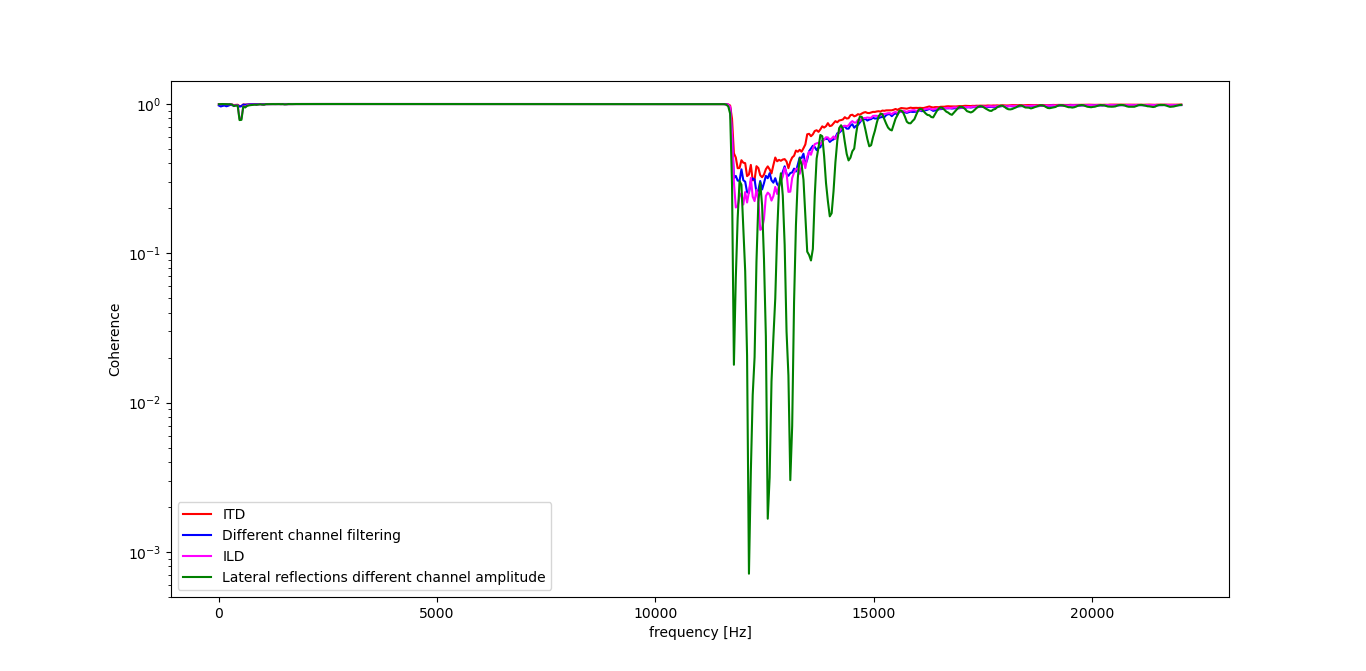 10⁰
10⁻¹
10⁻²
10⁻³
Coherence
ITD
Different channel filtering
ILD
Lateral reflections different channel amplitude
0 5000 10000 15000 20000
frequency [Hz]